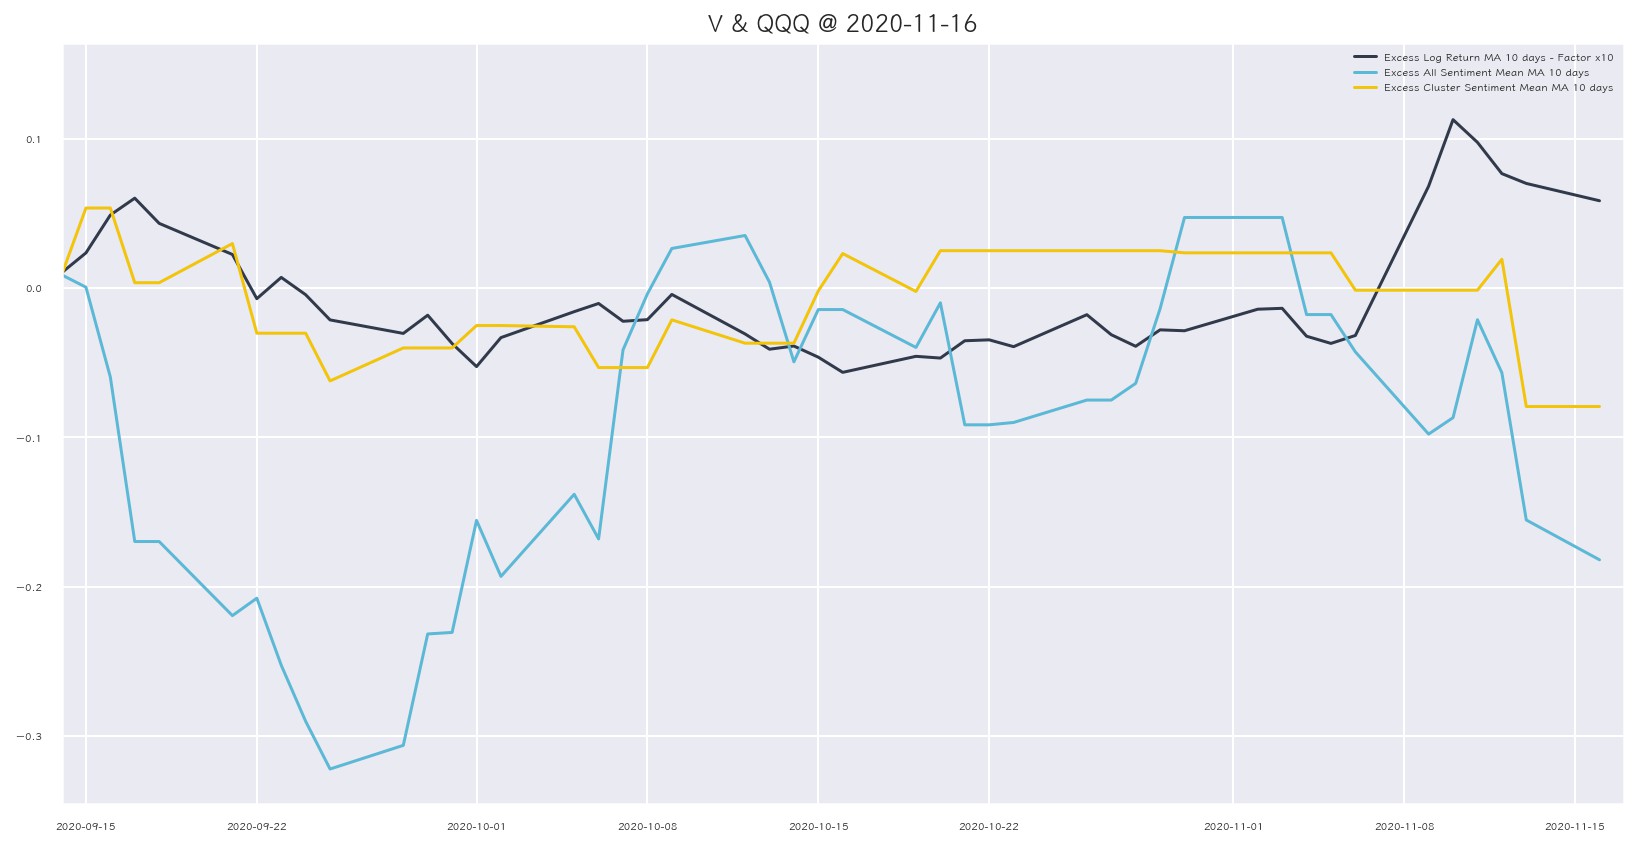 V & QQQ @ 2020-11-16
Excess Log Return MA 10 days - Factor x10
Excess All Sentiment Mean MA 10 days
Excess Cluster Sentiment Mean MA 10 days
0.1
0.0
−0.1
−0.2
−0.3
2020-09-15 2020-09-22 2020-10-01 2020-10-08 2020-10-15 2020-10-22 2020-11-01 2020-11-08 2020-11-15